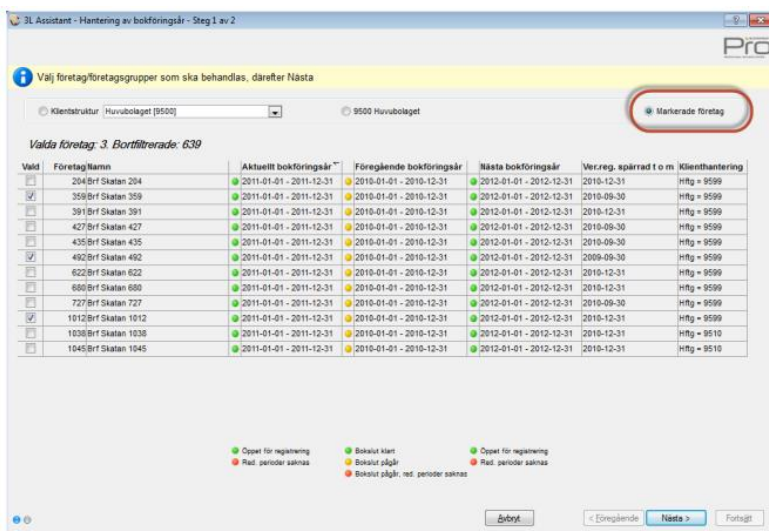 3L Assistant - Hantering av bokföringsår - Steg 1 av 2
Pro
Välj företag/företagsgrupper som ska behandlas, därefter Nästa
Klientstruktur Huvubolaget [9500] 9500 Huvubolaget Markerade företag
Valda företag: 3. Bortfiltrerade: 639
Vald Företag Namn Aktuellt bokföringsår Föregående bokföringsår Nästa bokföringsår Ver.reg. spärrad t o m Klienthantering
204 Brf Skatan 204 2011-01-01 - 2011-12-31 2010-01-01 - 2010-12-31 2012-01-01 - 2012-12-31 2010-12-31 Hftg = 9599
359 Brf Skatan 359 2011-01-01 - 2011-12-31 2010-01-01 - 2010-12-31 2012-01-01 - 2012-12-31 2010-09-30 Hftg = 9599
391 Brf Skatan 391 2011-01-01 - 2011-12-31 2010-01-01 - 2010-12-31 2012-01-01 - 2012-12-31 2010-12-31 Hftg = 9599
427 Brf Skatan 427 2011-01-01 - 2011-12-31 2010-01-01 - 2010-12-31 2012-01-01 - 2012-12-31 2010-09-30 Hftg = 9599
435 Brf Skatan 435 2011-01-01 - 2011-12-31 2010-01-01 - 2010-12-31 2012-01-01 - 2012-12-31 2010-09-30 Hftg = 9599
492 Brf Skatan 492 2011-01-01 - 2011-12-31 2010-01-01 - 2010-12-31 2012-01-01 - 2012-12-31 2009-09-30 Hftg = 9599
622 Brf Skatan 622 2011-01-01 - 2011-12-31 2010-01-01 - 2010-12-31 2012-01-01 - 2012-12-31 2010-12-31 Hftg = 9599
680 Brf Skatan 680 2011-01-01 - 2011-12-31 2010-01-01 - 2010-12-31 2012-01-01 - 2012-12-31 2010-12-31 Hftg = 9599
727 Brf Skatan 727 2011-01-01 - 2011-12-31 2010-01-01 - 2010-12-31 2012-01-01 - 2012-12-31 2010-09-30 Hftg = 9599
1012 Brf Skatan 1012 2011-01-01 - 2011-12-31 2010-01-01 - 2010-12-31 2012-01-01 - 2012-12-31 2010-12-31 Hftg = 9599
1038 Brf Skatan 1038 2011-01-01 - 2011-12-31 2010-01-01 - 2010-12-31 2012-01-01 - 2012-12-31 2010-12-31 Hftg = 9510
1045 Brf Skatan 1045 2011-01-01 - 2011-12-31 2010-01-01 - 2010-12-31 2012-01-01 - 2012-12-31 2010-12-31 Hftg = 9510
Öppet för registrering Bokslut klart Öppet för registrering
Red. perioder saknas Bokslut pågår Red. perioder saknas
Bokslut pågår, red. perioder saknas
Avbryt < Föregående Nästa > Fortsätt